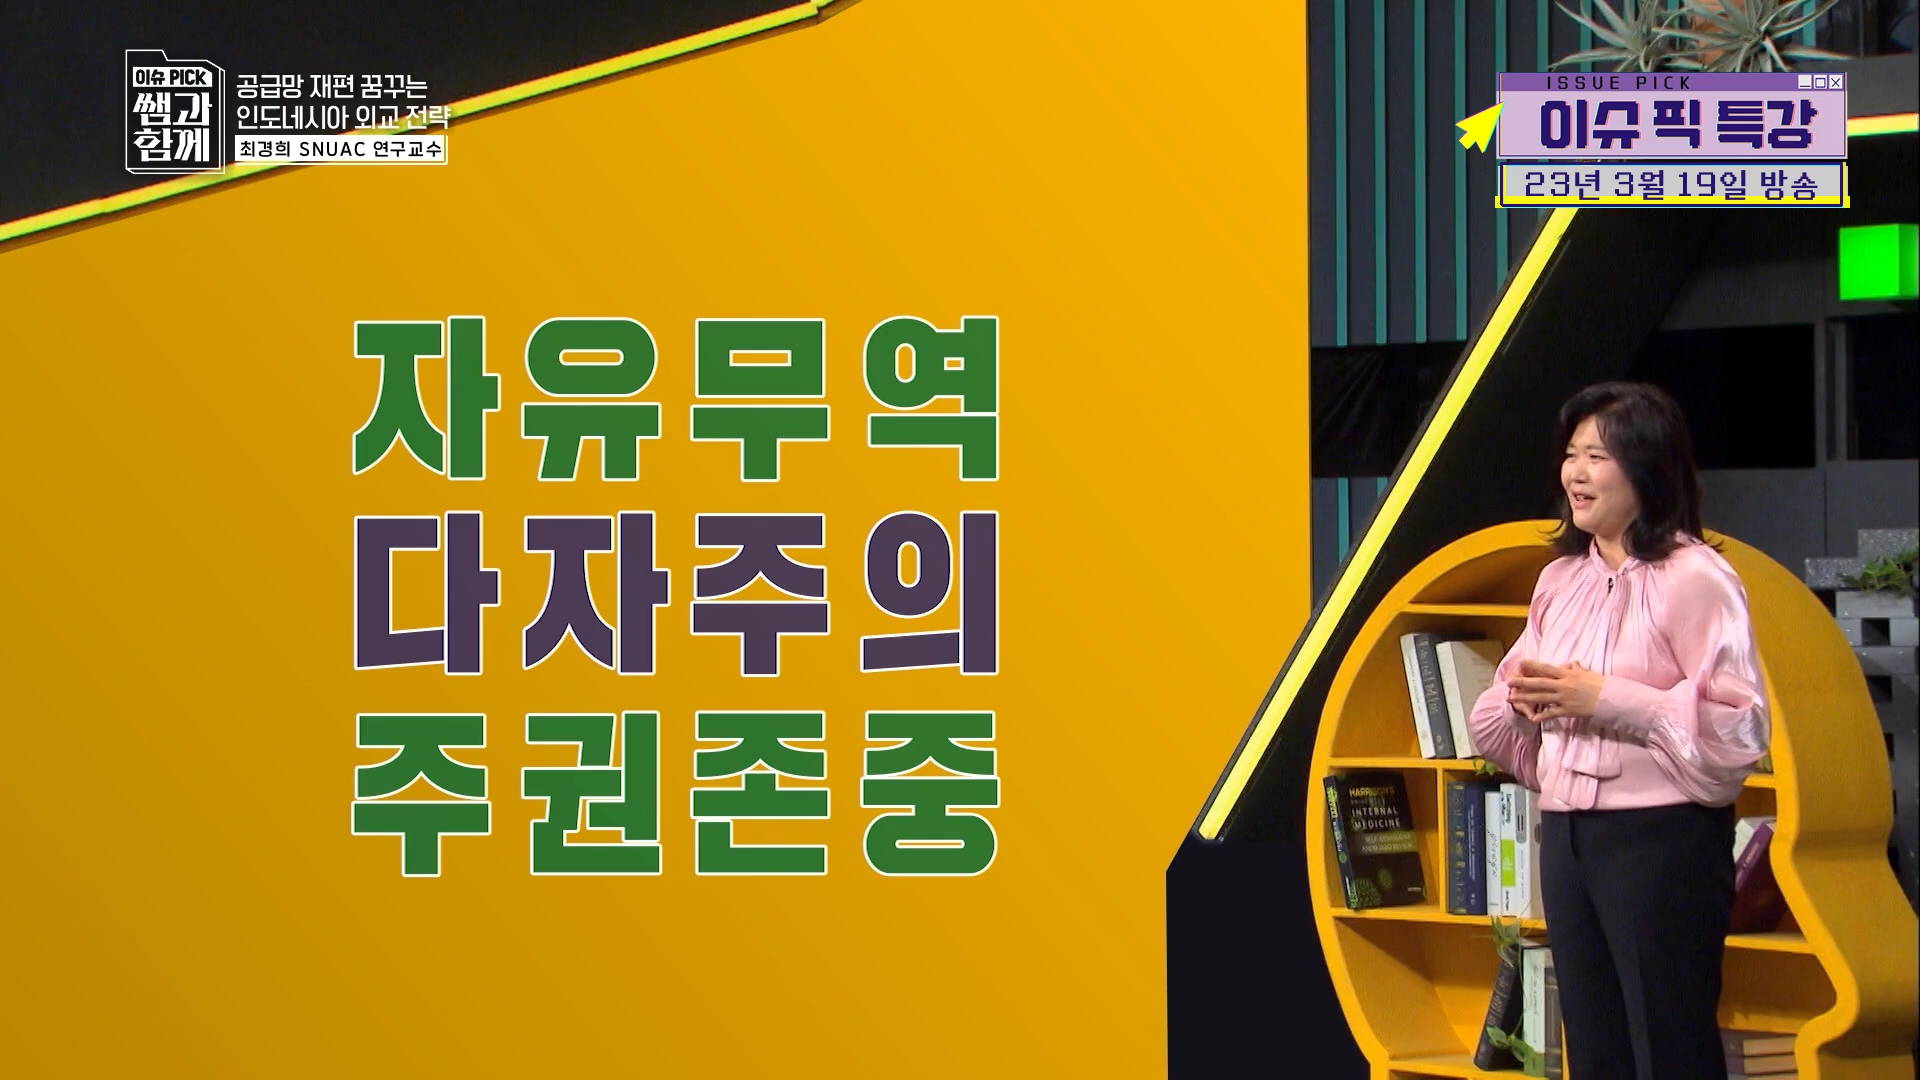 이슈 PICK
쌤과
함께
공급망 재편 꿈꾸는
인도네시아 외교 전략
최경희 SNUAC 연구교수
ISSUE PICK
이슈 픽 특강
23년 3월 19일 방송
자유무역
다자주의
주권존중
HARRISON'S
INTERNAL
MEDICINE